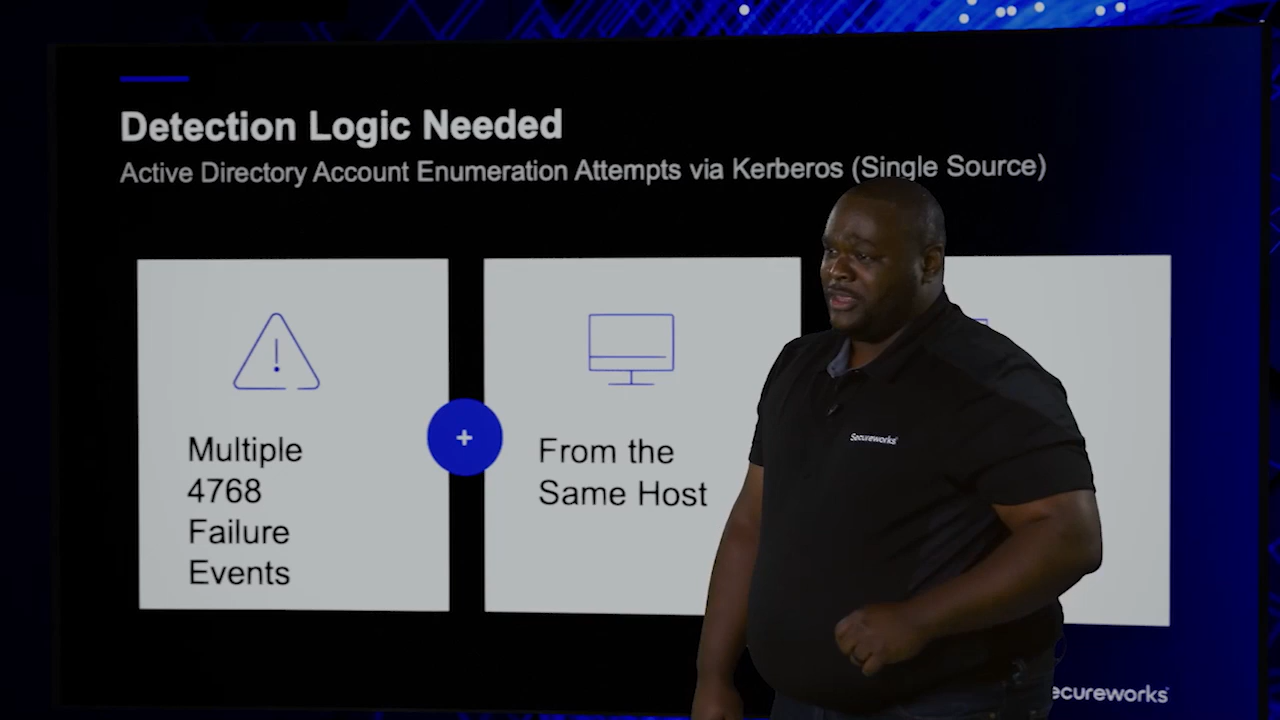 Detection Logic Needed
Active Directory Account Enumeration Attempts via Kerberos (Single Source)
Multiple
4768
Failure
Events
+
From the
Same Host
Secureworks
ecureworks